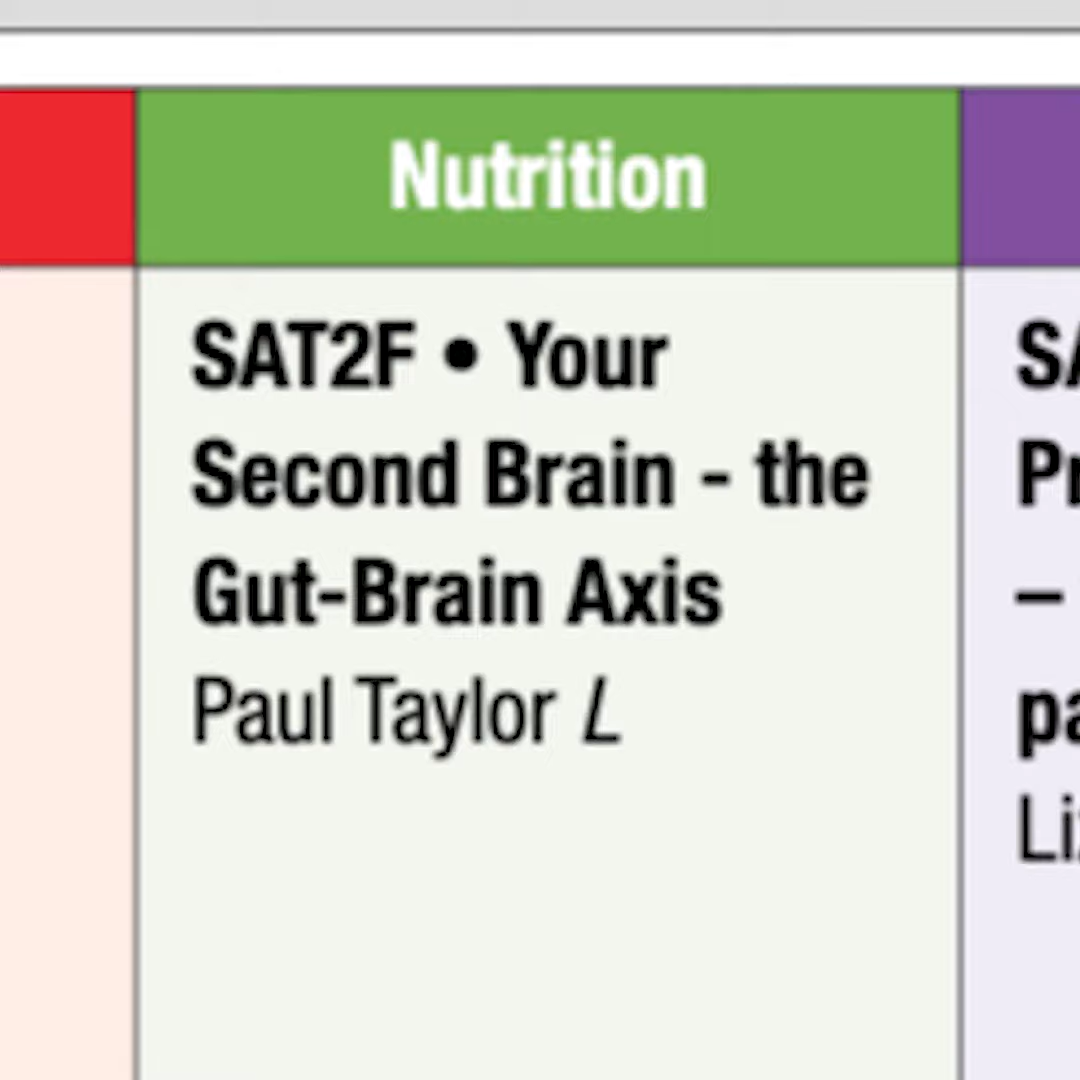 Nutrition
SAT2F • Your
Second Brain - the
Gut-Brain Axis
Paul Taylor L